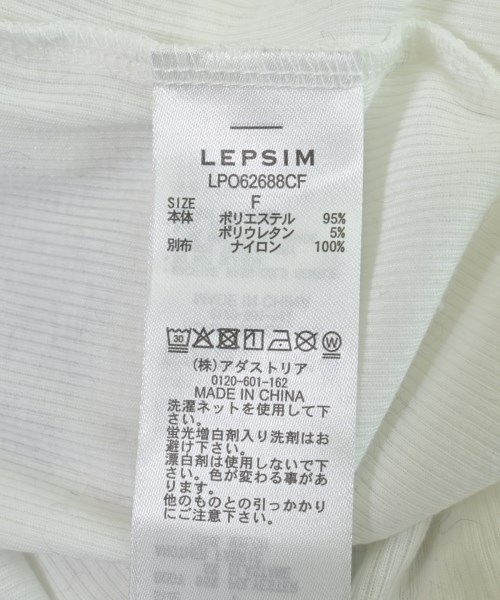 LEPSIM
LPO62688CF
SIZE F
本体 ポリエステル 95%
ポリウレタン 5%
別布 ナイロン 100%
30
W
(株)アダストリア
0120-601-162
MADE IN CHINA
洗濯ネットを使用して下
さい。
蛍光増白剤入り洗剤はお
避け下さい。
漂白剤は使用しないで下
さい。色が変わる事があ
ります。
他のものとの引っかかり
にご注意下さい。